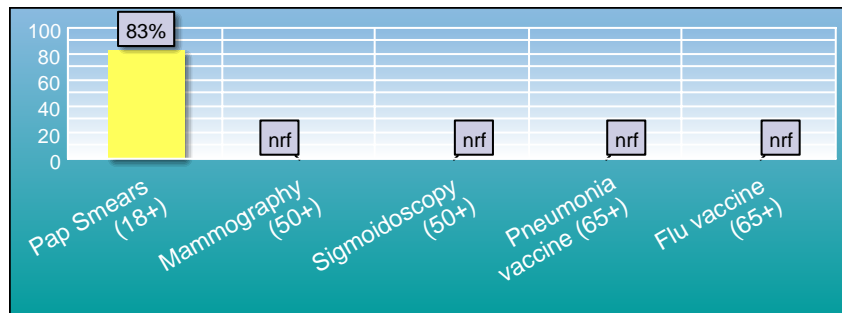 100
80
60
40
20
0
83%
nrf
nrf
nrf
nrf
Pap Smears
(18+)
Mammography
(50+)
Sigmoidoscopy
(50+)
Pneumonia
vaccine (65+)
Flu vaccine
(65+)